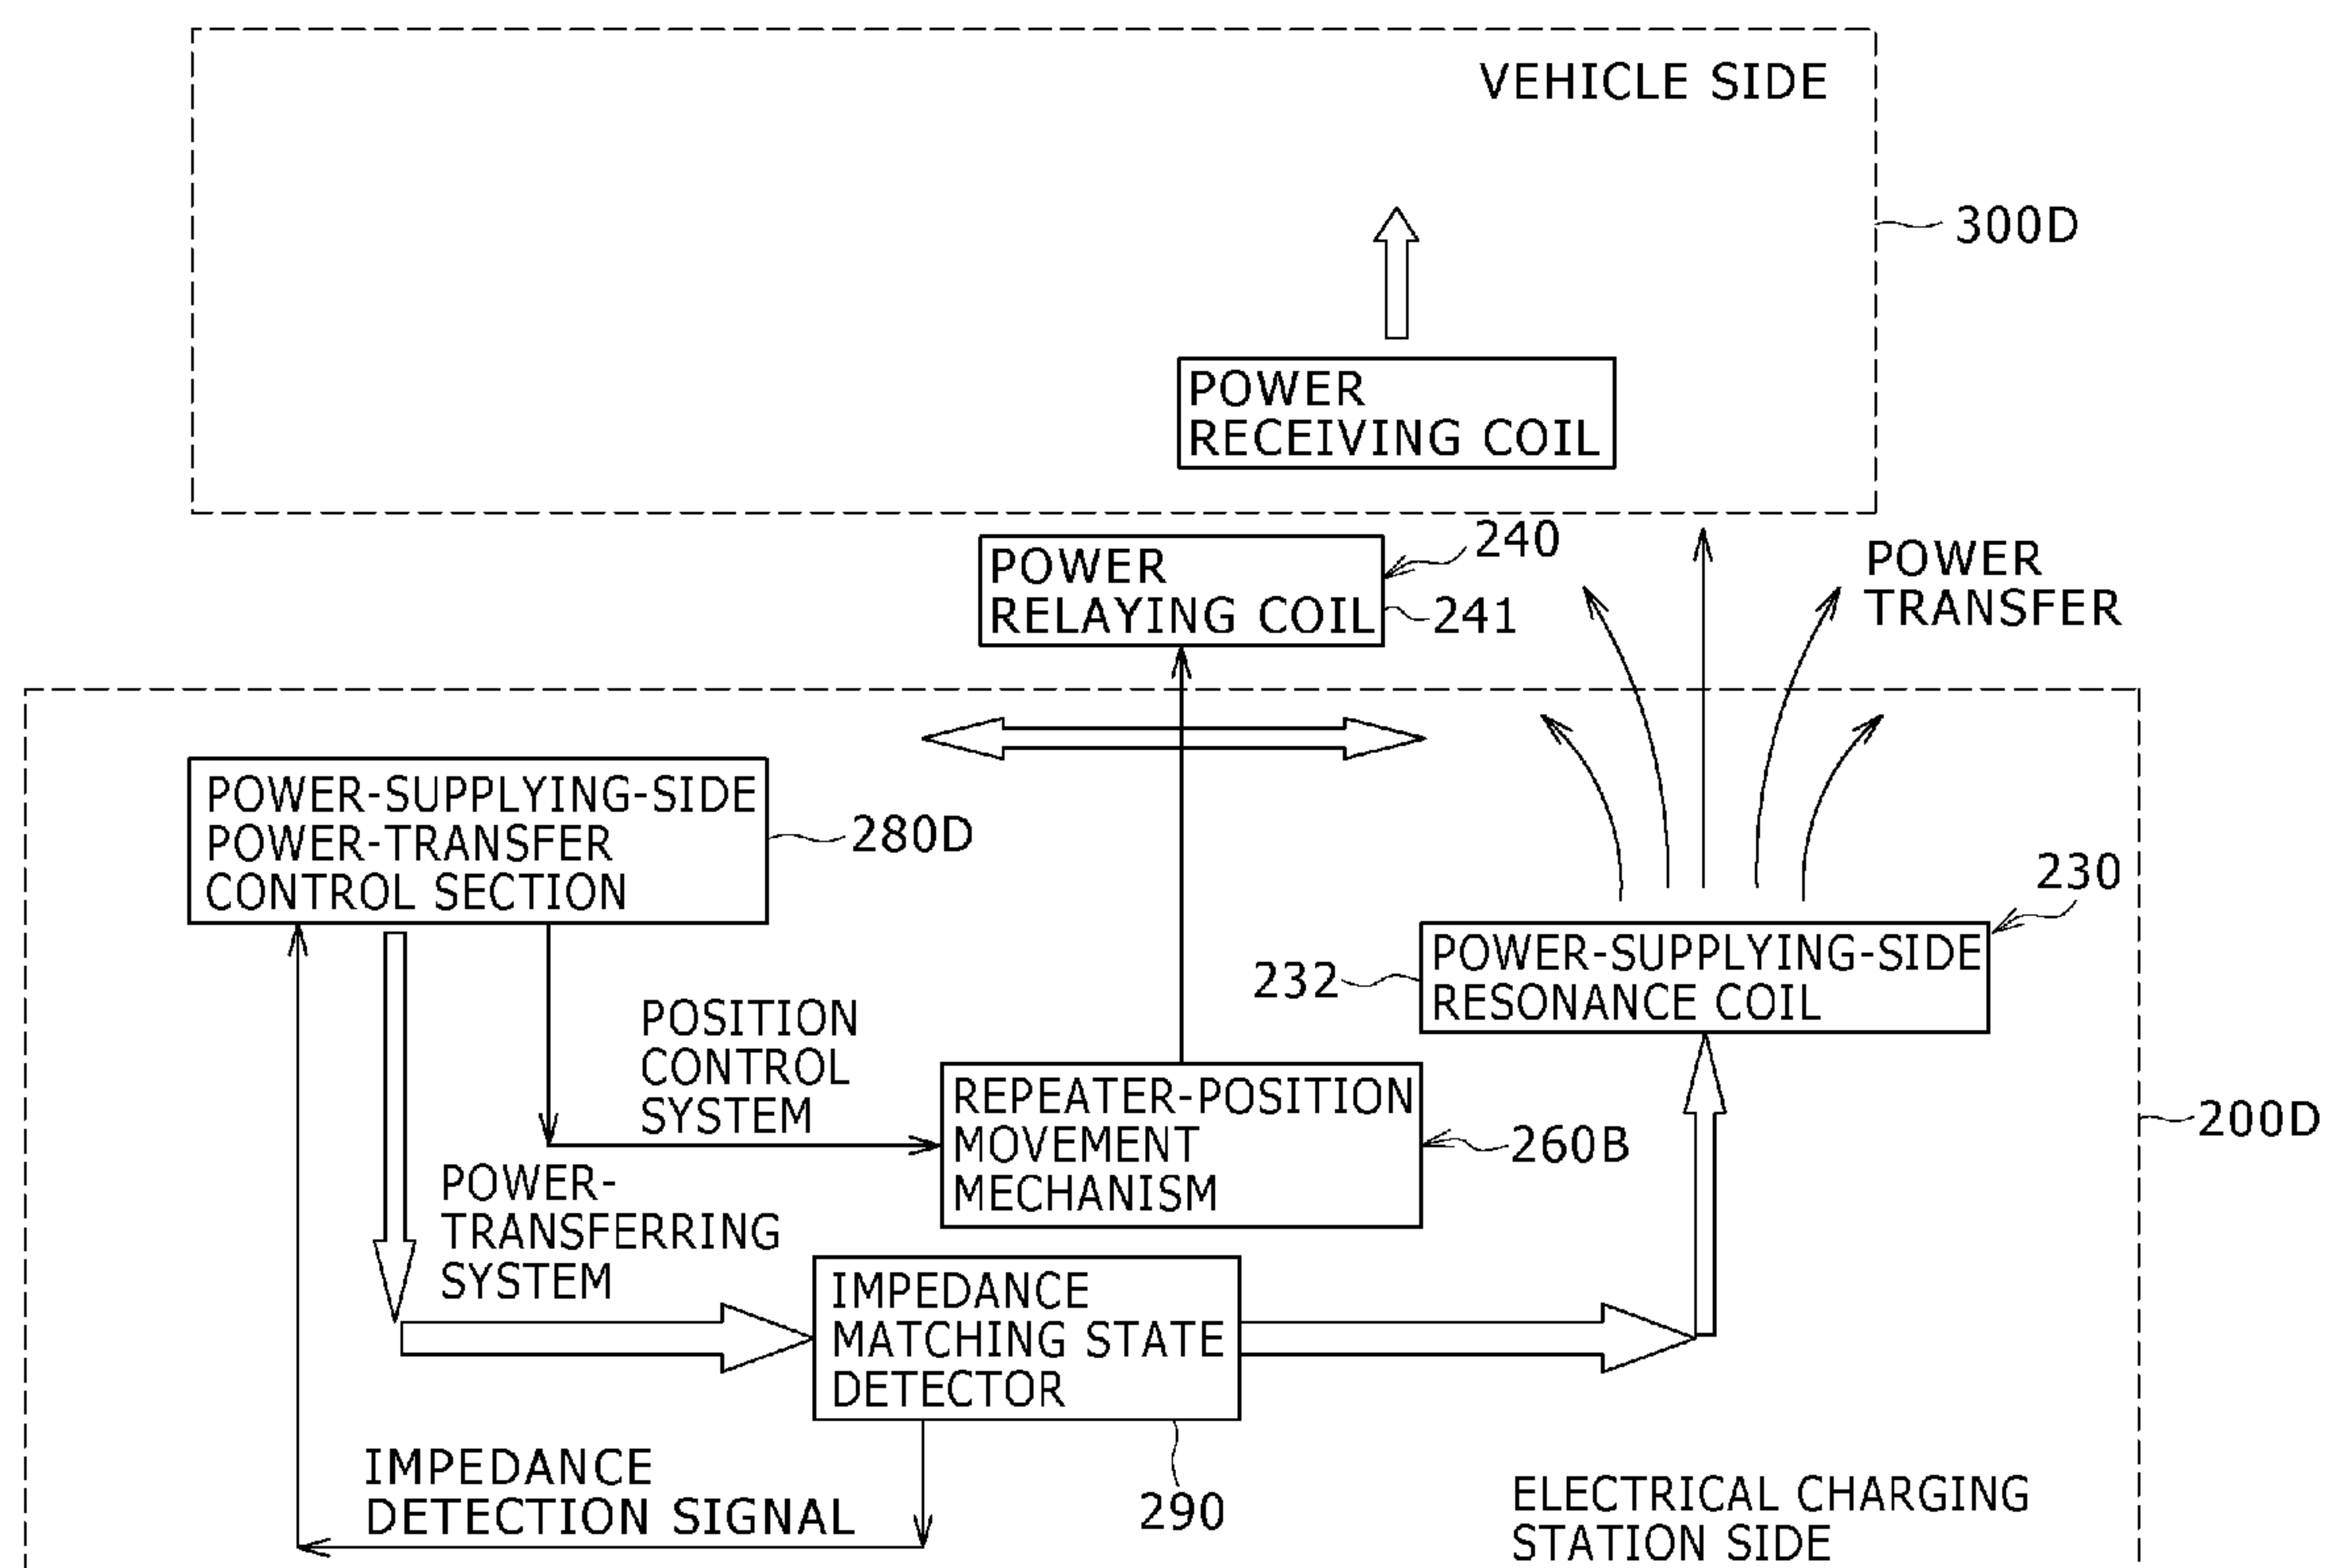 VEHICLE SIDE
300D
POWER
RECEIVING COIL
240
POWER
RELAYING COIL
241
POWER
TRANSFER
POWER-SUPPLYING-SIDE
POWER-TRANSFER
CONTROL SECTION
280D
230
232
POWER-SUPPLYING-SIDE
RESONANCE COIL
POSITION
CONTROL
SYSTEM
REPEATER-POSITION
MOVEMENT
MECHANISM
260B
200D
POWER-
TRANSFERRING
SYSTEM
IMPEDANCE
MATCHING STATE
DETECTOR
290
IMPEDANCE
DETECTION SIGNAL
ELECTRICAL CHARGING
STATION SIDE